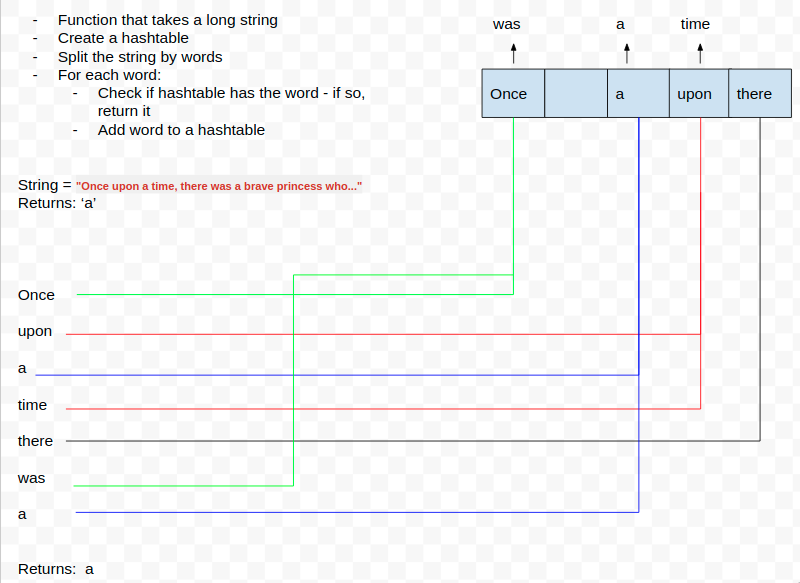 - Function that takes a long string
- Create a hashtable
- Split the string by words
- For each word:
- Check if hashtable has the word - if so,
return it
- Add word to a hashtable
was a time
Once a upon there
String = "Once upon a time, there was a brave princess who..."
Returns: ‘a’
Once
upon
a
time
there
was
a
Returns: a